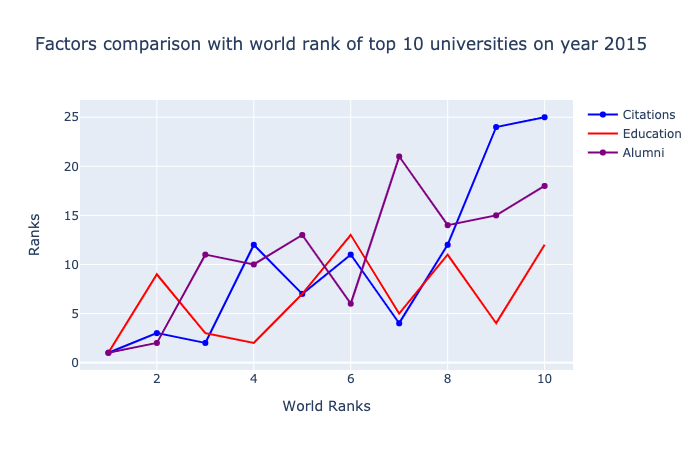 Factors comparison with world rank of top 10 universities on year 2015
25
20
15
10
5
0
Ranks
2
4
6
8
10
World Ranks
Citations
Education
Alumni